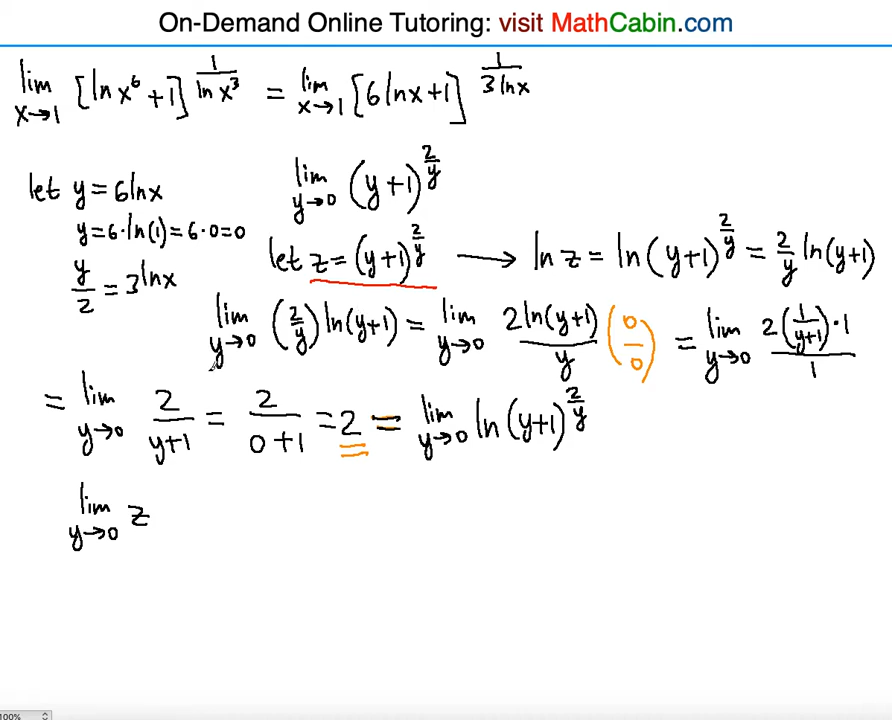 On-Demand Online Tutoring: visit MathCabin.com
lim x→1 [ln x⁶ + 1]^(1/ln x³) = lim x→1 [6 ln x + 1]^(1/3 ln x)
let y = 6 ln x
lim y→0 (y+1)^(2/y)
y = 6·ln(1) = 6·0 = 0
y/2 = 3 ln x
let z = (y+1)^(2/y) → ln z = ln(y+1)^(2/y) = 2/y ln(y+1)
lim y→0 (2/y) ln(y+1) = lim y→0 2 ln(y+1)/y (0/0) = lim y→0 2(1/(y+1))·1/1
= lim y→0 2/(y+1) = 2/(0+1) = 2 = lim y→0 ln(y+1)^(2/y)
lim y→0 z
100%